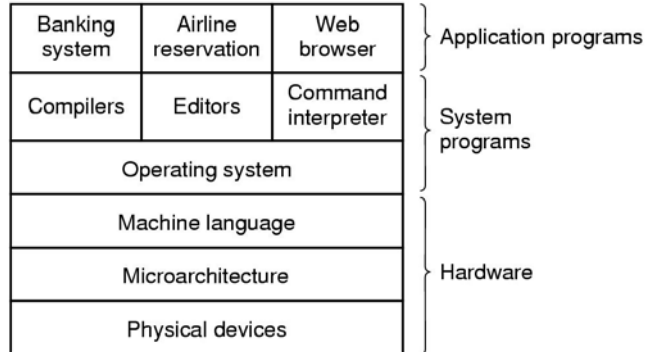 Banking system
Airline reservation
Web browser
Application programs
Compilers
Editors
Command interpreter
System programs
Operating system
Machine language
Microarchitecture
Hardware
Physical devices